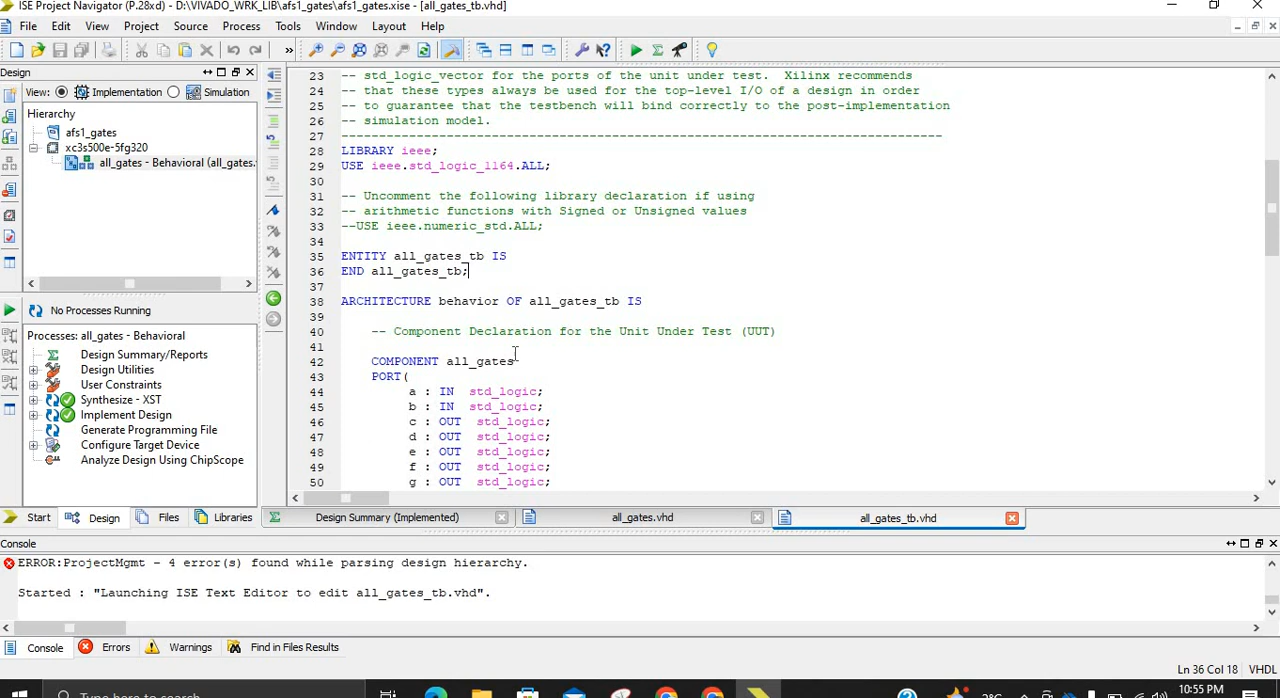 ISE Project Navigator (P.28xd) - D:\VIVADO_WRK_LIB\afs1_gates\afs1_gates.xise - [all_gates_tb.vhd]
File Edit View Project Source Process Tools Window Layout Help
»
Design
View: Implementation Simulation
Hierarchy
afs1_gates
xc3s500e-5fg320
all_gates - Behavioral (all_gates.
No Processes Running
Processes: all_gates - Behavioral
Design Summary/Reports
Design Utilities
User Constraints
Synthesize - XST
Implement Design
Generate Programming File
Configure Target Device
Analyze Design Using ChipScope
Start Design Files Libraries
23 -- std_logic_vector for the ports of the unit under test.  Xilinx recommends
24 -- that these types always be used for the top-level I/O of a design in order
25 -- to guarantee that the testbench will bind correctly to the post-implementation
26 -- simulation model.
27 --------------------------------------------------------------------------------
28 LIBRARY ieee;
29 USE ieee.std_logic_1164.ALL;
30
31 -- Uncomment the following library declaration if using
32 -- arithmetic functions with Signed or Unsigned values
33 --USE ieee.numeric_std.ALL;
34
35 ENTITY all_gates_tb IS
36 END all_gates_tb;
37
38 ARCHITECTURE behavior OF all_gates_tb IS
39
40 -- Component Declaration for the Unit Under Test (UUT)
41
42 COMPONENT all_gates
43 PORT(
44 a : IN  std_logic;
45 b : IN  std_logic;
46 c : OUT  std_logic;
47 d : OUT  std_logic;
48 e : OUT  std_logic;
49 f : OUT  std_logic;
50 g : OUT  std_logic;
Design Summary (Implemented) all_gates.vhd all_gates_tb.vhd
Console
ERROR:ProjectMgmt - 4 error(s) found while parsing design hierarchy.
Started : "Launching ISE Text Editor to edit all_gates_tb.vhd".
Console Errors Warnings Find in Files Results
Ln 36 Col 18 VHDL
Type here to search
10:55 PM